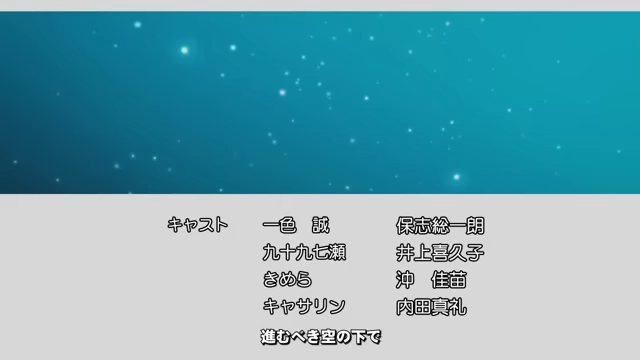 キャスト 一色 誠 保志総一朗
九十九七瀬 井上喜久子
きめら 沖 佳苗
キャサリン 内田真礼
進むべき空の下で